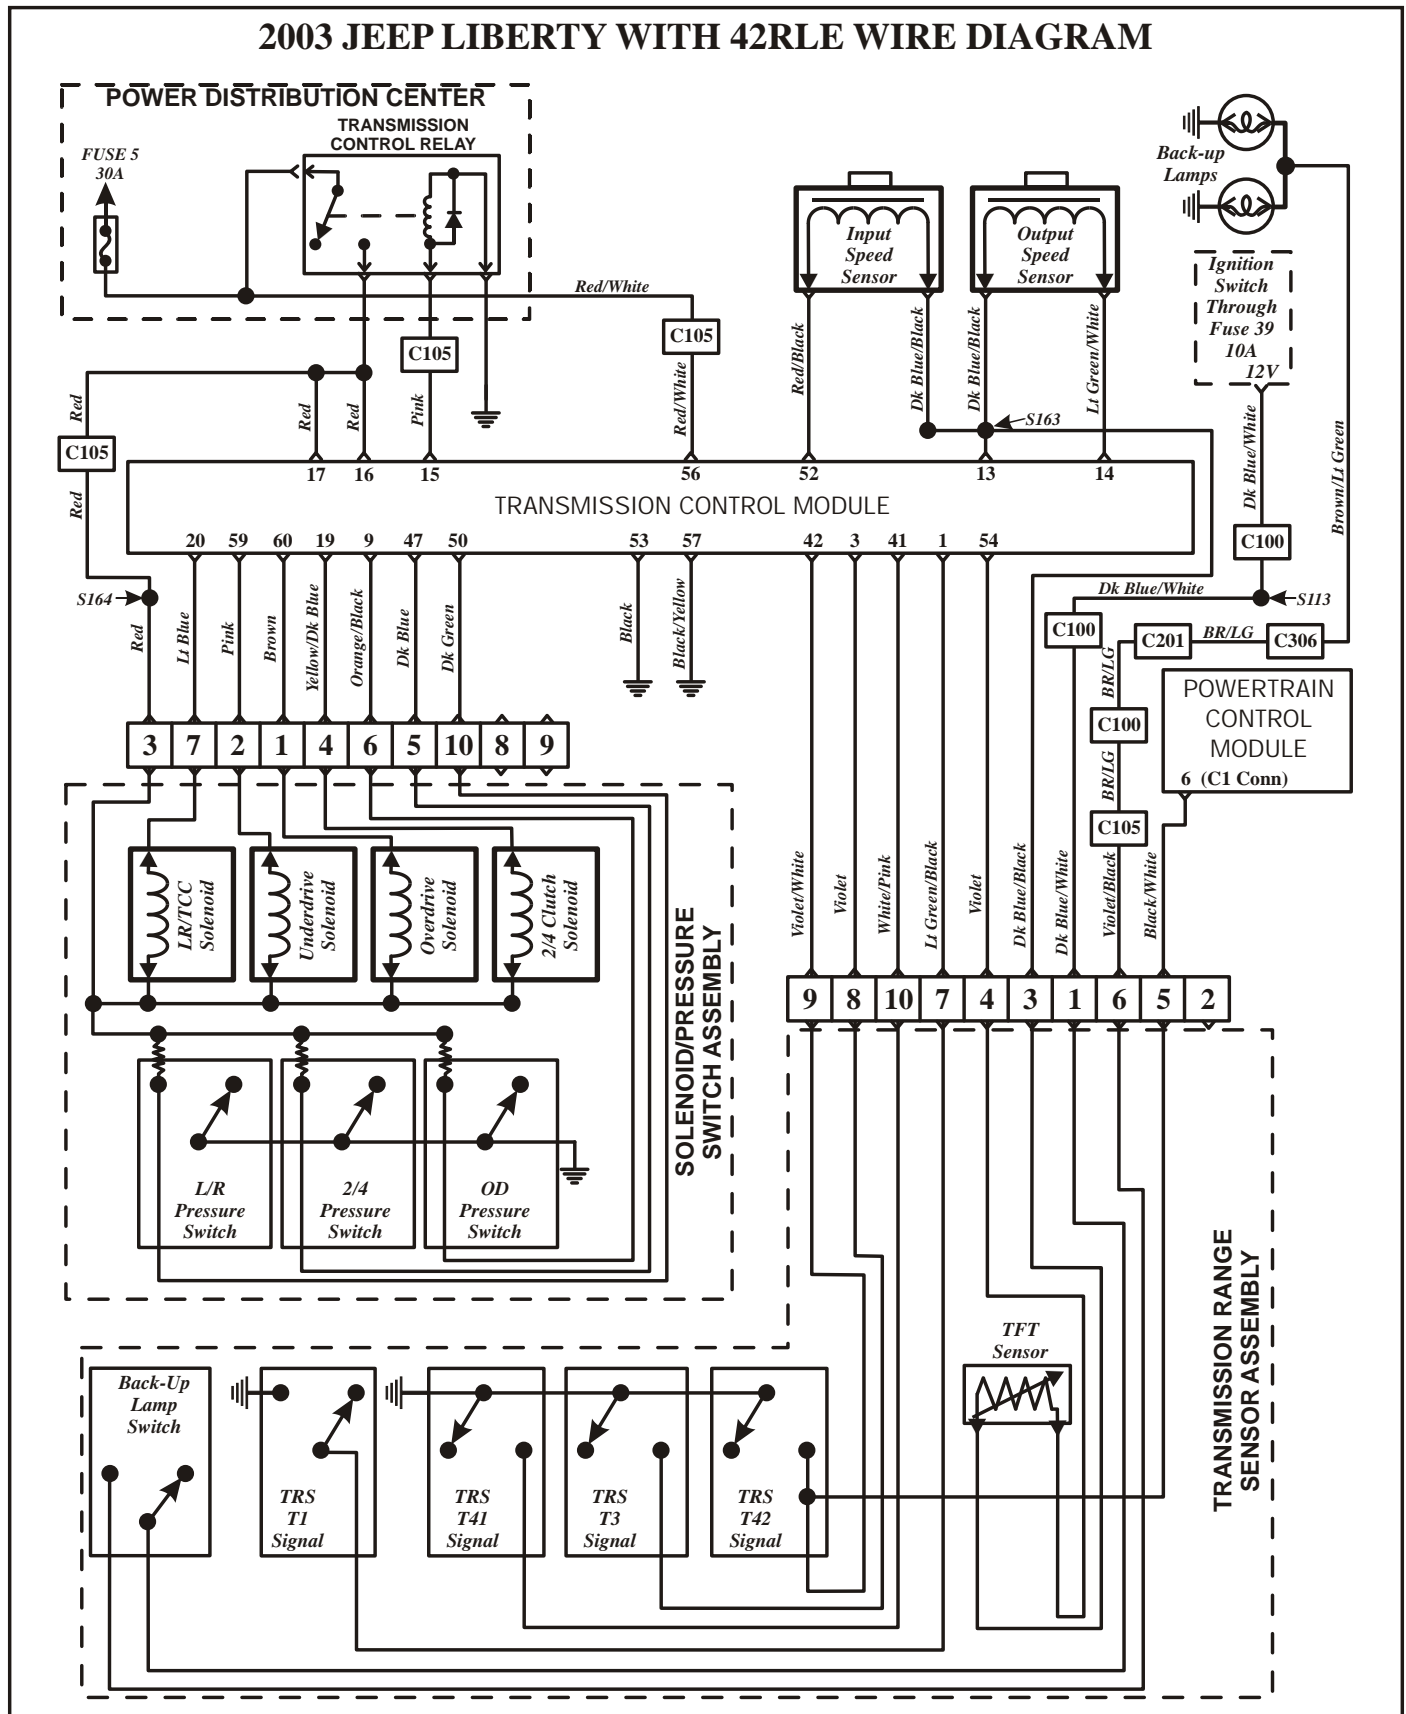 2003 JEEP LIBERTY WITH 42RLE WIRE DIAGRAM
POWER DISTRIBUTION CENTER
TRANSMISSION
CONTROL RELAY
FUSE 5
30A
Red/White
C105
C105
Red
C105
Red
Red
Red
Pink
Red/White
Input
Speed
Sensor
Output
Speed
Sensor
Back-up
Lamps
Ignition
Switch
Through
Fuse 39
10A
12V
Red/Black
Dk Blue/Black
Dk Blue/Black
Lt Green/White
S163
Dk Blue/White
Brown/Lt Green
17 16 15 56 52 13 14
TRANSMISSION CONTROL MODULE
20 59 60 19 9 47 50 53 57 42 3 41 1 54
C100
S164
Red
Lt Blue
Pink
Brown
Yellow/Dk Blue
Orange/Black
Dk Blue
Dk Green
Black
Black/Yellow
Dk Blue/White
S113
C100
C201
BR/LG
C306
BR/LG
C100
BR/LG
C105
POWERTRAIN
CONTROL
MODULE
6 (C1 Conn)
3 7 2 1 4 6 5 10 8 9
LR/TCC
Solenoid
Underdrive
Solenoid
Overdrive
Solenoid
2/4 Clutch
Solenoid
SOLENOID/PRESSURE
SWITCH ASSEMBLY
Violet/White
Violet
White/Pink
Lt Green/Black
Violet
Dk Blue/Black
Dk Blue/White
Violet/Black
Black/White
9 8 10 7 4 3 1 6 5 2
L/R
Pressure
Switch
2/4
Pressure
Switch
OD
Pressure
Switch
TRANSMISSION RANGE
SENSOR ASSEMBLY
TFT
Sensor
Back-Up
Lamp
Switch
TRS
T1
Signal
TRS
T41
Signal
TRS
T3
Signal
TRS
T42
Signal